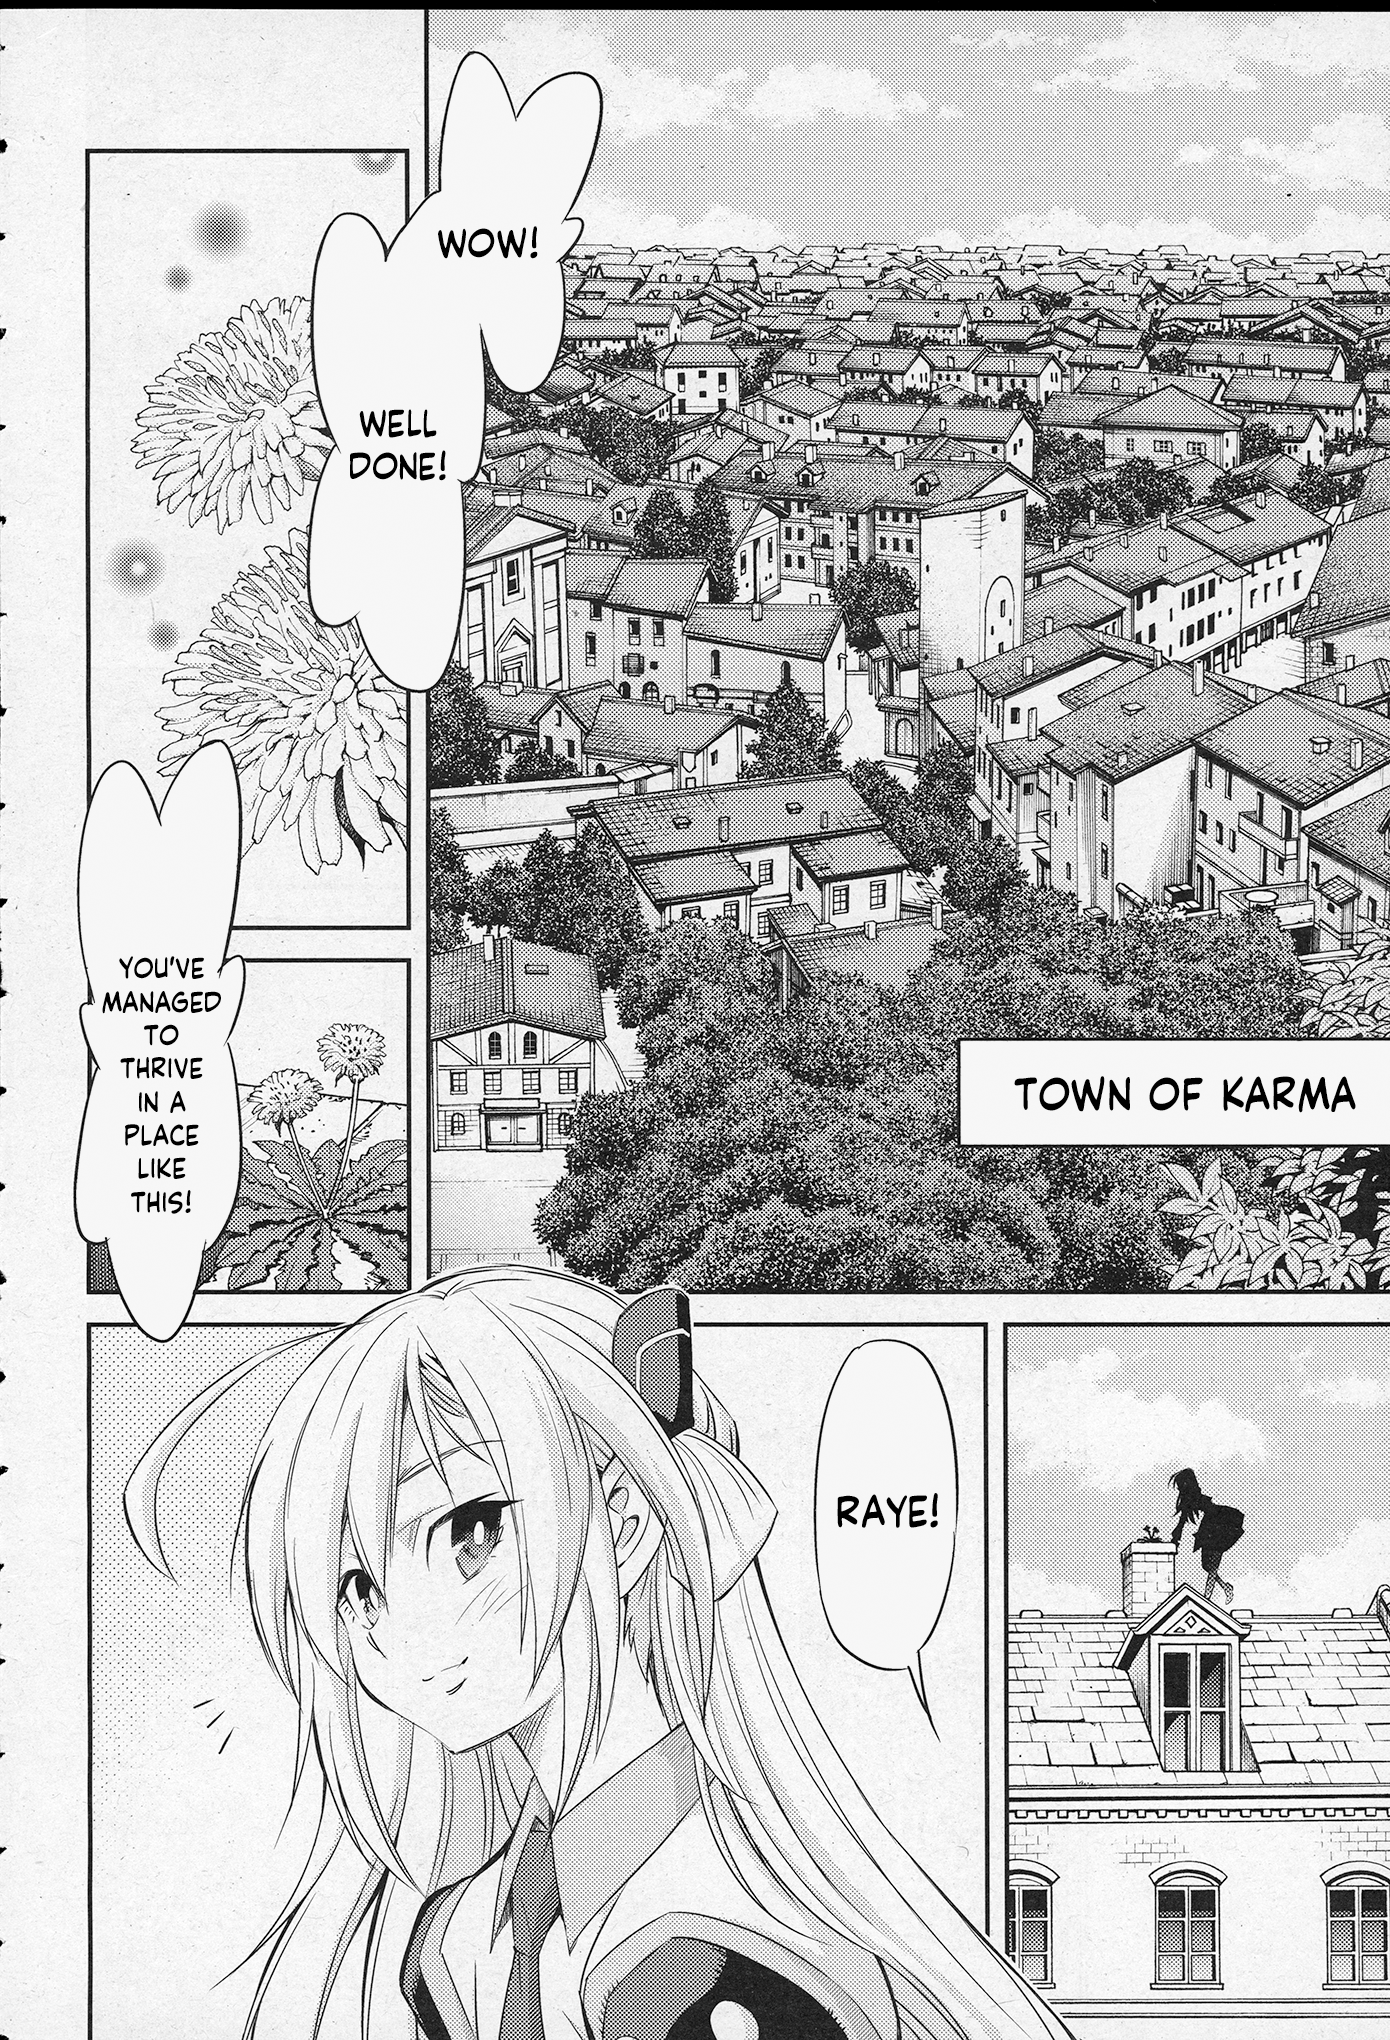 TOWN OF KARMA
WOW!
WELL
DONE!
YOU'VE
MANAGED
TO
THRIVE
IN A
PLACE
LIKE
THIS!
RAYE!